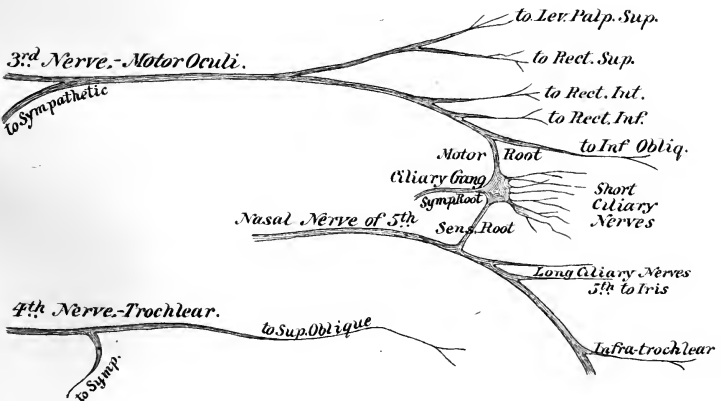 to Lev. Palp. Sup.
3rd Nerve.-Motor Oculi.
to Rect. Sup.
to Sympathetic
to Rect. Int.
to Rect. Inf.
to Inf Obliq.
Motor Root
Ciliary Gang
Symp Root
Short
Ciliary
Nerves
Nasal Nerve of 5th
Sens. Root
Long Ciliary Nerves
5th to Iris
4th Nerve.-Trochlear.
to Sup. Oblique
Infra-trochlear
to Symp.